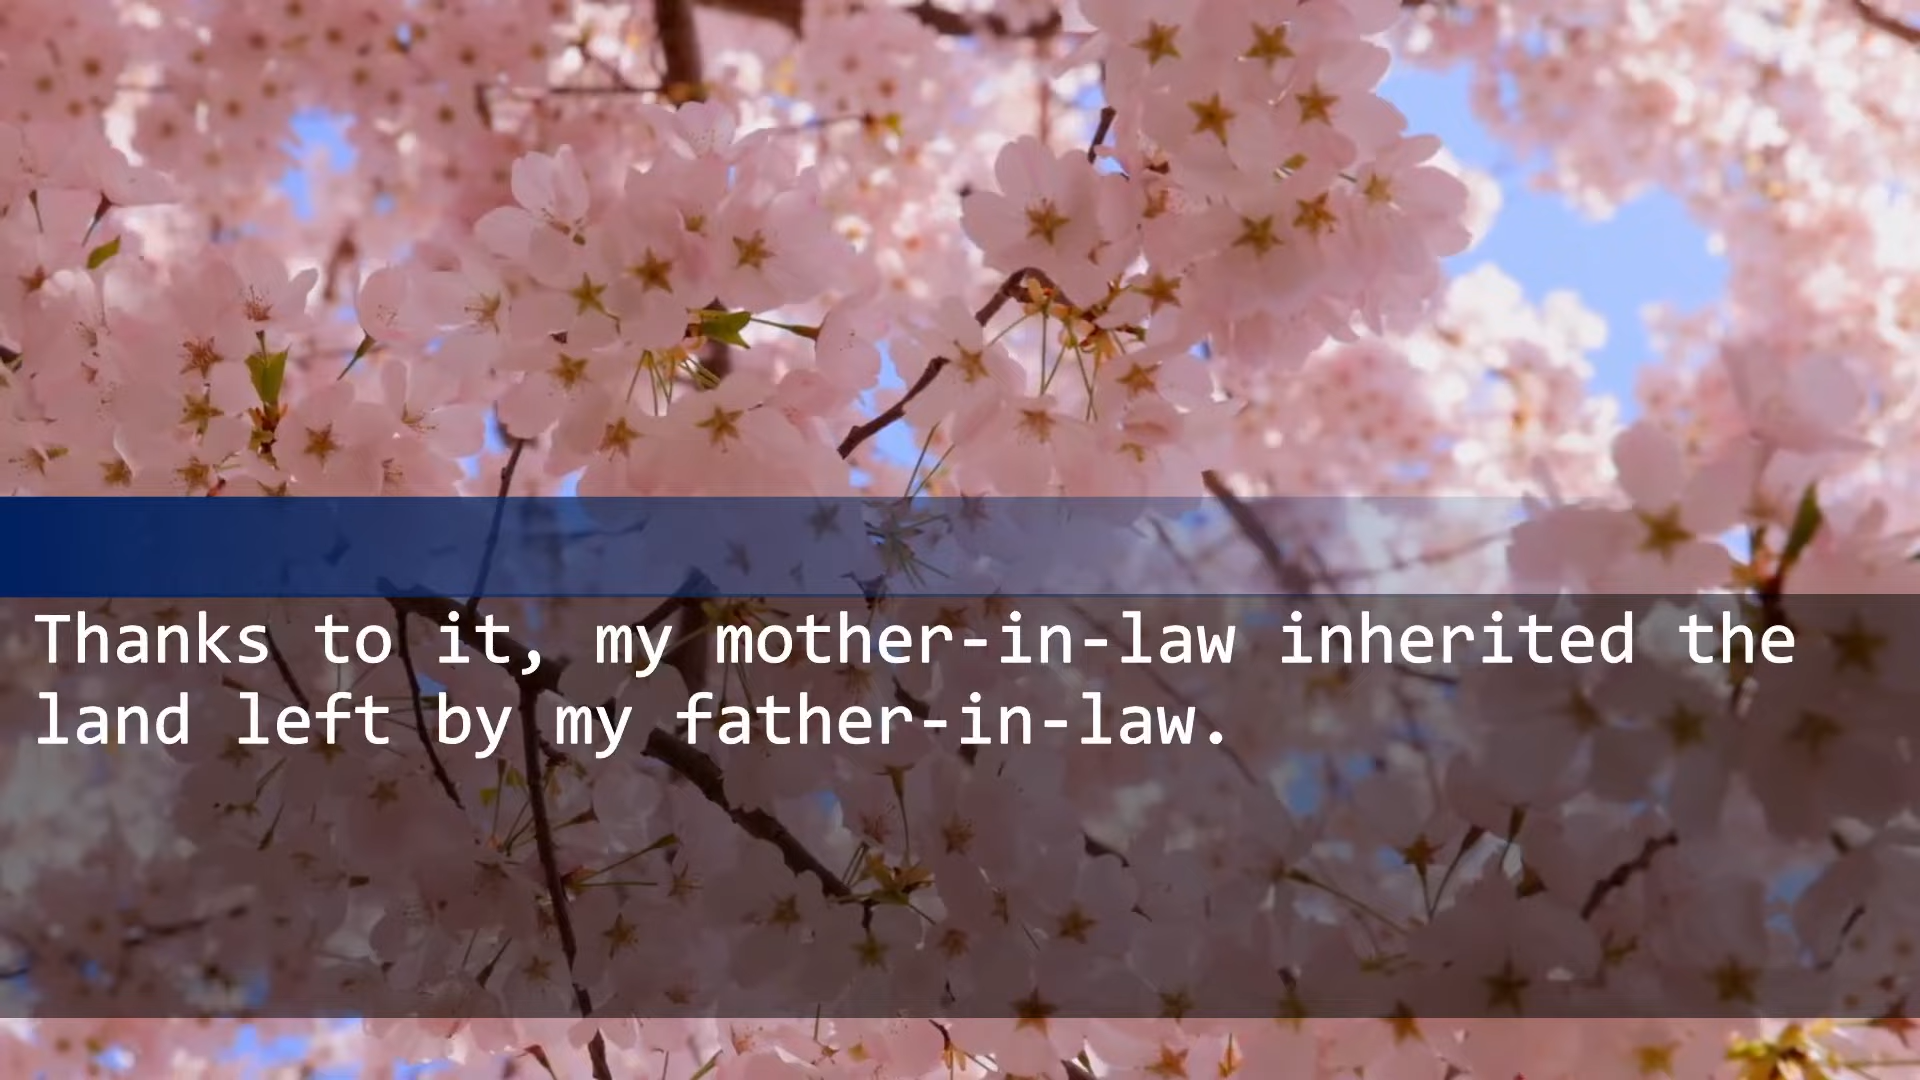 Thanks to it, my mother-in-law inherited the
land left by my father-in-law.